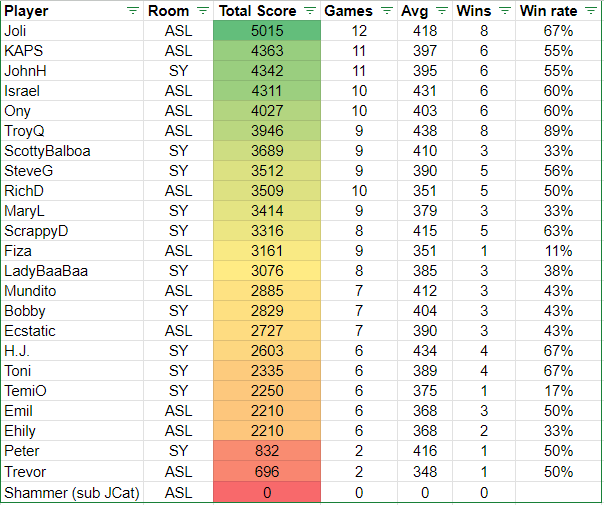 Player Room Total Score Games Avg Wins Win rate
Joli ASL 5015 12 418 8 67%
KAPS ASL 4363 11 397 6 55%
JohnH SY 4342 11 395 6 55%
Israel ASL 4311 10 431 6 60%
Ony ASL 4027 10 403 6 60%
TroyQ ASL 3946 9 438 8 89%
ScottyBalboa SY 3689 9 410 3 33%
SteveG SY 3512 9 390 5 56%
RichD ASL 3509 10 351 5 50%
MaryL SY 3414 9 379 3 33%
ScrappyD SY 3316 8 415 5 63%
Fiza ASL 3161 9 351 1 11%
LadyBaaBaa SY 3076 8 385 3 38%
Mundito ASL 2885 7 412 3 43%
Bobby SY 2829 7 404 3 43%
Ecstatic ASL 2727 7 390 3 43%
H.J. SY 2603 6 434 4 67%
Toni SY 2335 6 389 4 67%
TemiO SY 2250 6 375 1 17%
Emil ASL 2210 6 368 3 50%
Ehily ASL 2210 6 368 2 33%
Peter SY 832 2 416 1 50%
Trevor ASL 696 2 348 1 50%
Shammer (sub JCat) ASL 0 0 0 0